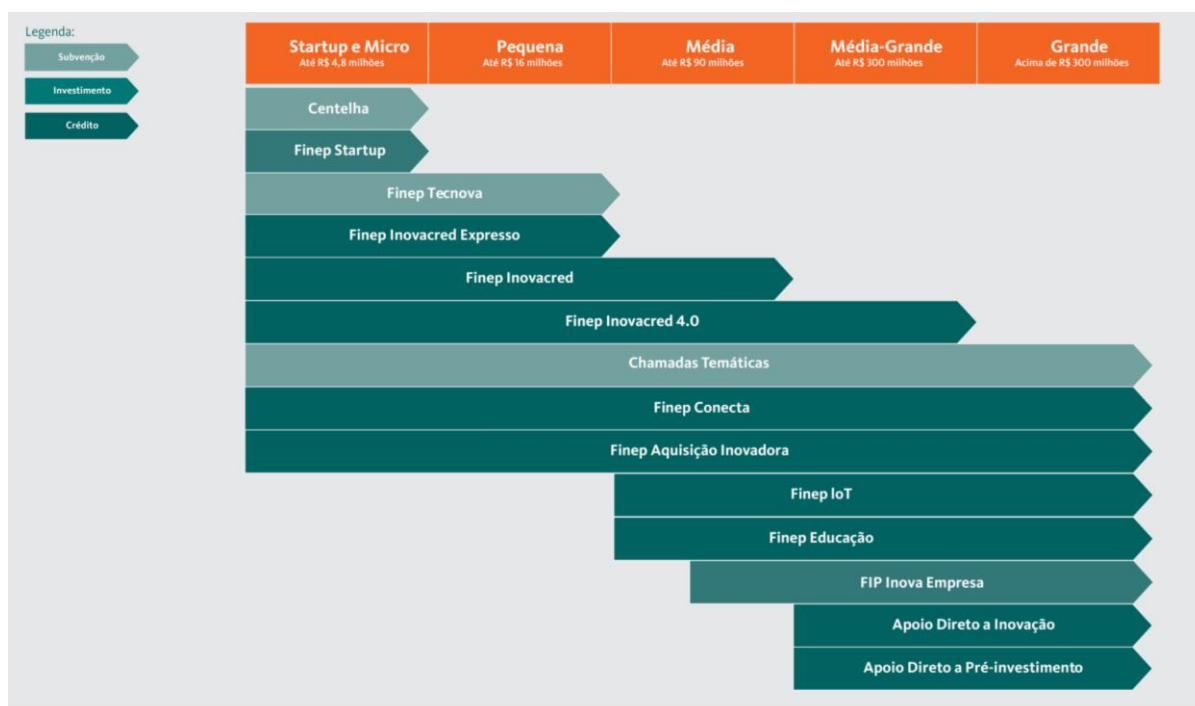 Legenda:
Subvenção
Investimento
Crédito
Startup e Micro
Até R$ 4,8 milhões
Pequena
Até R$ 16 milhões
Média
Até R$ 90 milhões
Média-Grande
Até R$ 300 milhões
Grande
Acima de R$ 300 milhões
Centelha
Finep Startup
Finep Tecnova
Finep Inovacred Expresso
Finep Inovacred
Finep Inovacred 4.0
Chamadas Temáticas
Finep Conecta
Finep Aquisição Inovadora
Finep IoT
Finep Educação
FIP Inova Empresa
Apoio Direto a Inovação
Apoio Direto a Pré-investimento